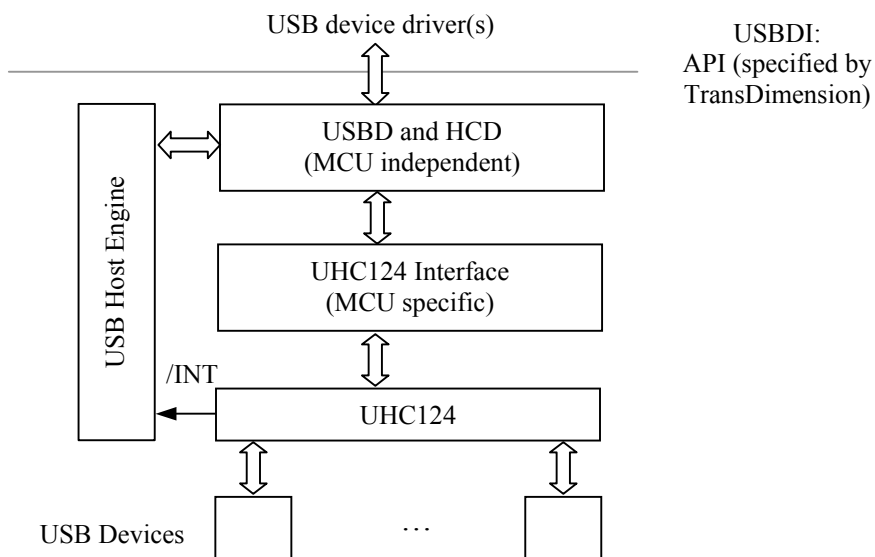 USB device driver(s)
USBDI:
API (specified by
TransDimension)
USBD and HCD
(MCU independent)
USB Host Engine
UHC124 Interface
(MCU specific)
/INT
UHC124
USB Devices
…